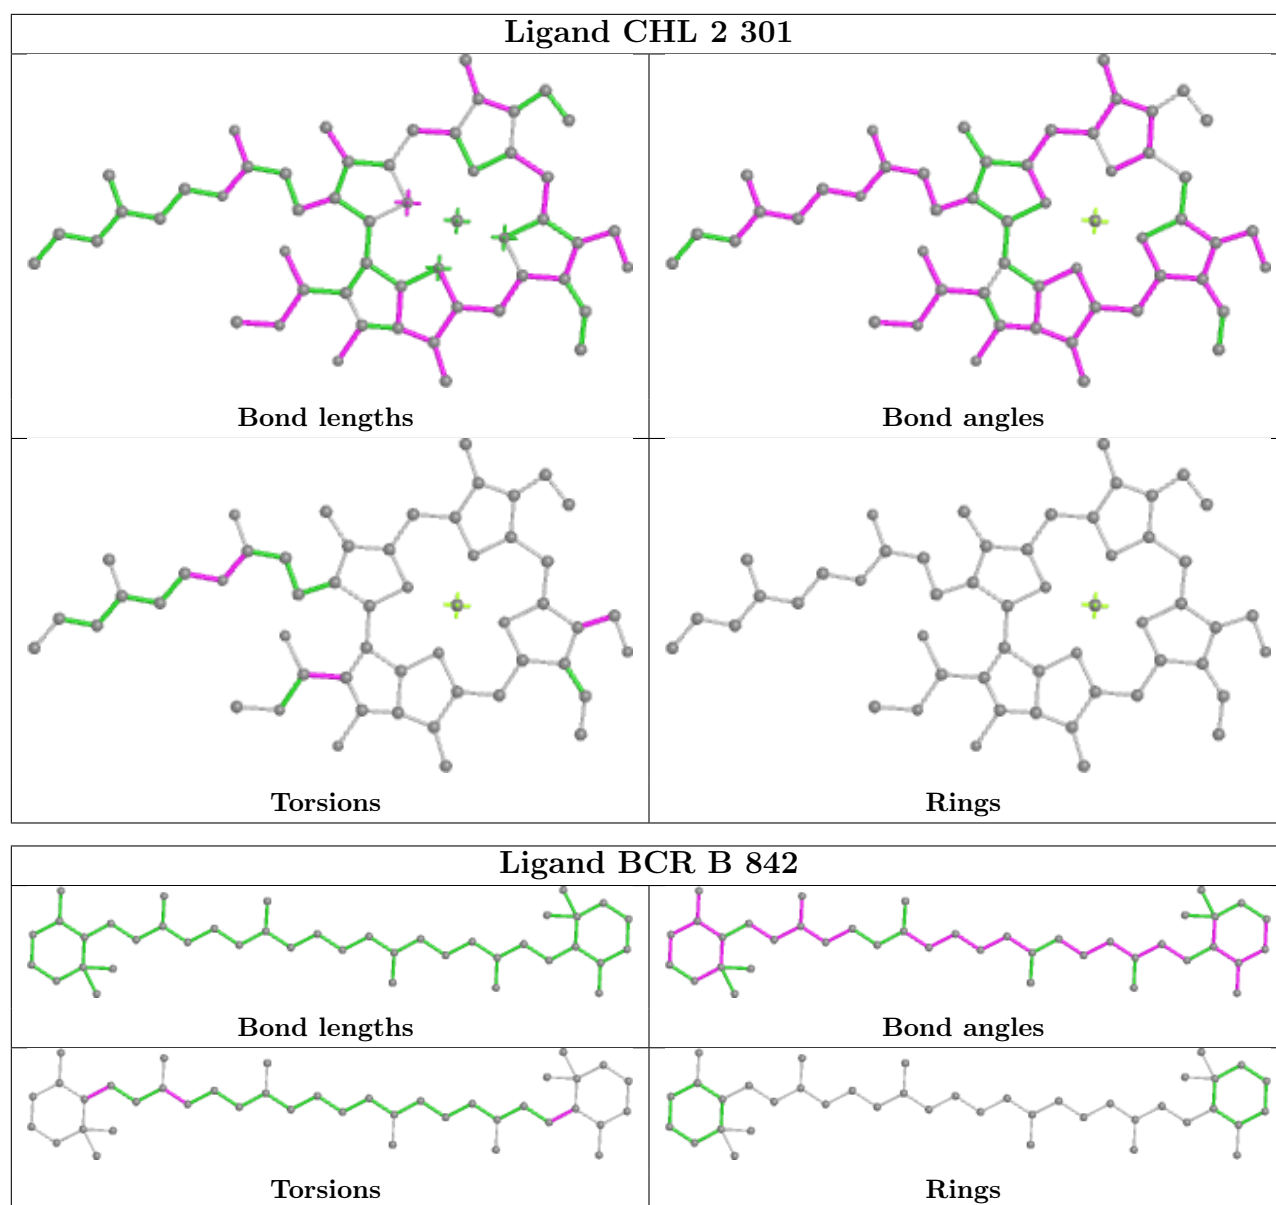 Ligand CHL 2 301
Bond lengths
Bond angles
Torsions
Rings
Ligand BCR B 842
Bond lengths
Bond angles
Torsions
Rings